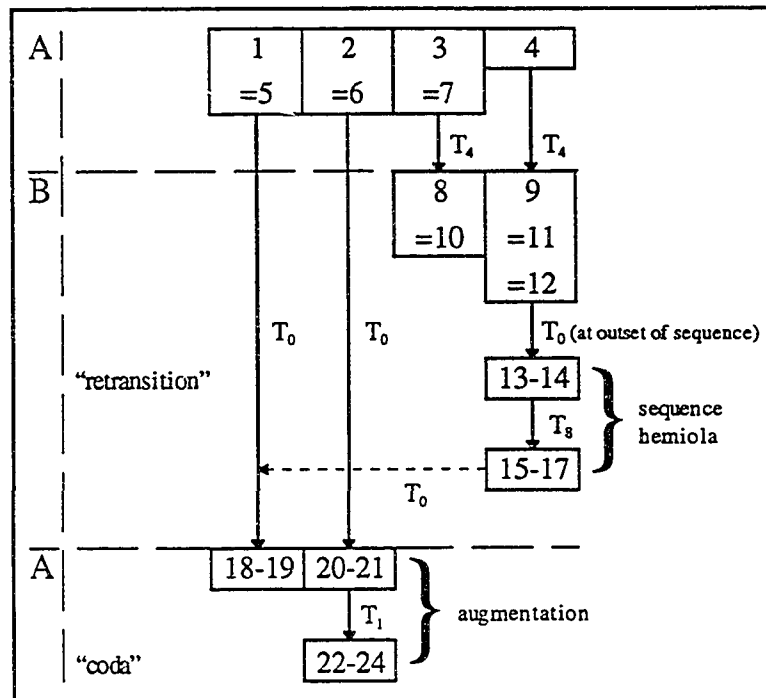 A 1 2 3 4
=5 =6 =7
T₄ T₄
B 8 9
=10 =11
=12
T₀ T₀ T₀ (at outset of sequence)
"retransition" 13-14
T₈ sequence
hemiola
15-17
T₀
A 18-19 20-21
T₁ augmentation
"coda" 22-24